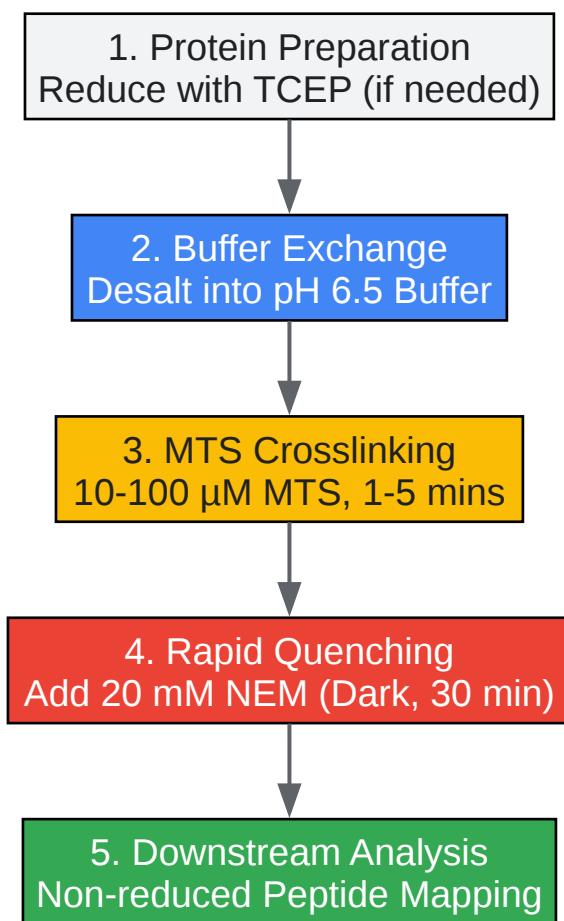 1. Protein Preparation
Reduce with TCEP (if needed)
2. Buffer Exchange
Desalt into pH 6.5 Buffer
3. MTS Crosslinking
10-100 µM MTS, 1-5 mins
4. Rapid Quenching
Add 20 mM NEM (Dark, 30 min)
5. Downstream Analysis
Non-reduced Peptide Mapping